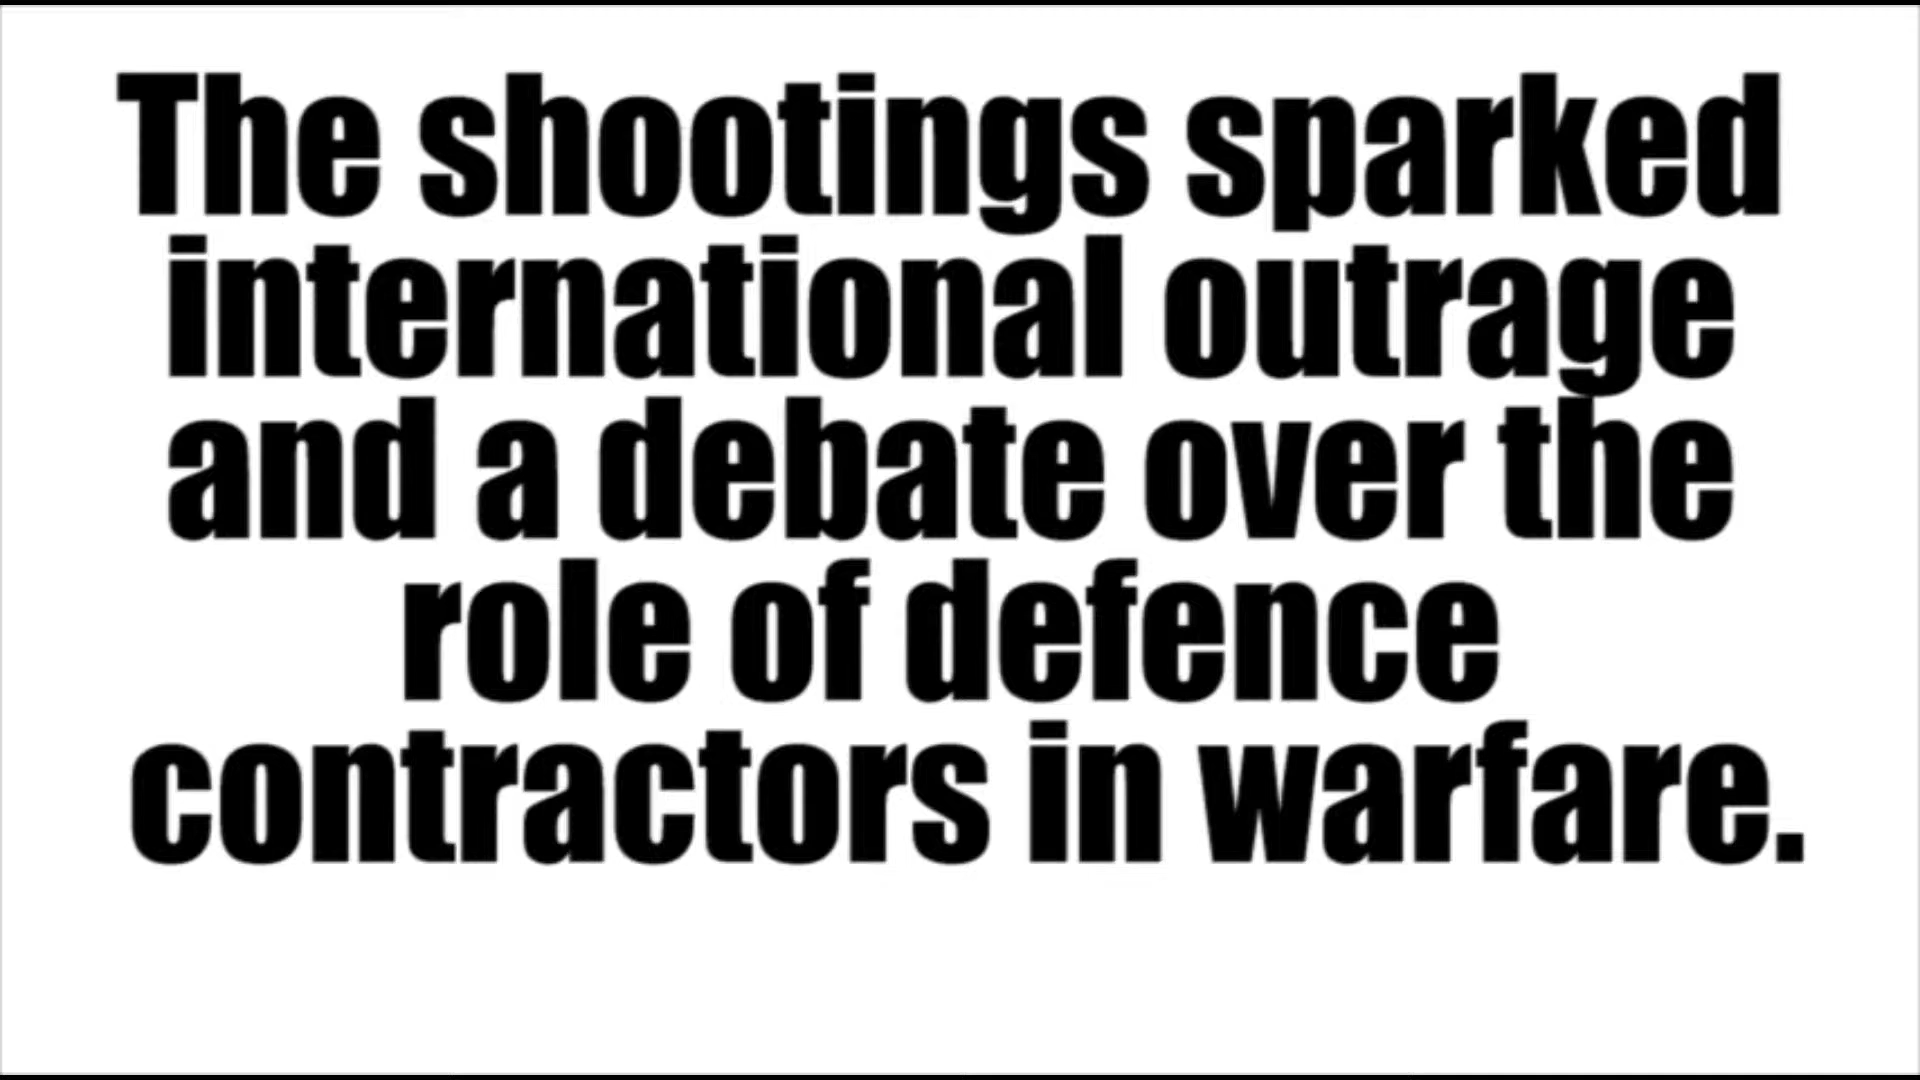 The shootings sparked
international outrage
and a debate over the
role of defence
contractors in warfare.